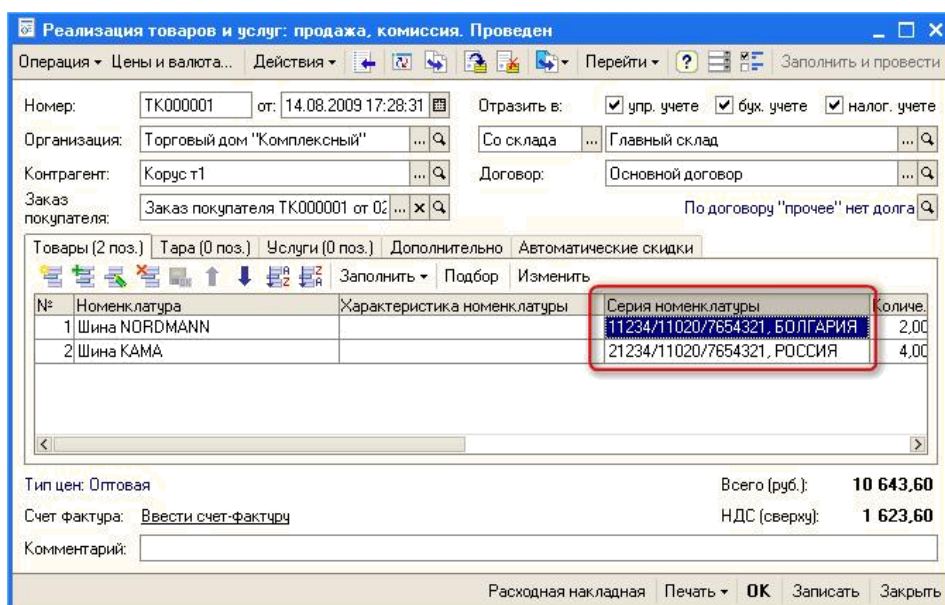 Реализация товаров и услуг: продажа, комиссия. Проведен
Операция Цены и валюта... Действия Перейти ? Заполнить и провести
Номер: ТК000001 от: 14.08.2009 17:28:31 Отразить в: упр. учете бух. учете налог. учете
Организация: Торговый дом "Комплексный" ... Со склада ... Главный склад ...
Контрагент: Корус т1 ... Договор: Основной договор ...
Заказ
покупателя: Заказ покупателя ТК000001 от 02 ... x По договору "прочее" нет долга
Товары (2 поз.) Тара (0 поз.) Услуги (0 поз.) Дополнительно Автоматические скидки
Заполнить Подбор Изменить
№ Номенклатура Характеристика номенклатуры Серия номенклатуры Количе.
1 Шина NORDMANN 11234/11020/7654321, БОЛГАРИЯ 2,00
2 Шина КАМА 21234/11020/7654321, РОССИЯ 4,00
Тип цен: Оптовая Всего (руб.): 10 643,60
Счет фактура: Ввести счет-фактуру НДС (сверху): 1 623,60
Комментарий:
Расходная накладная Печать OK Записать Закрыть